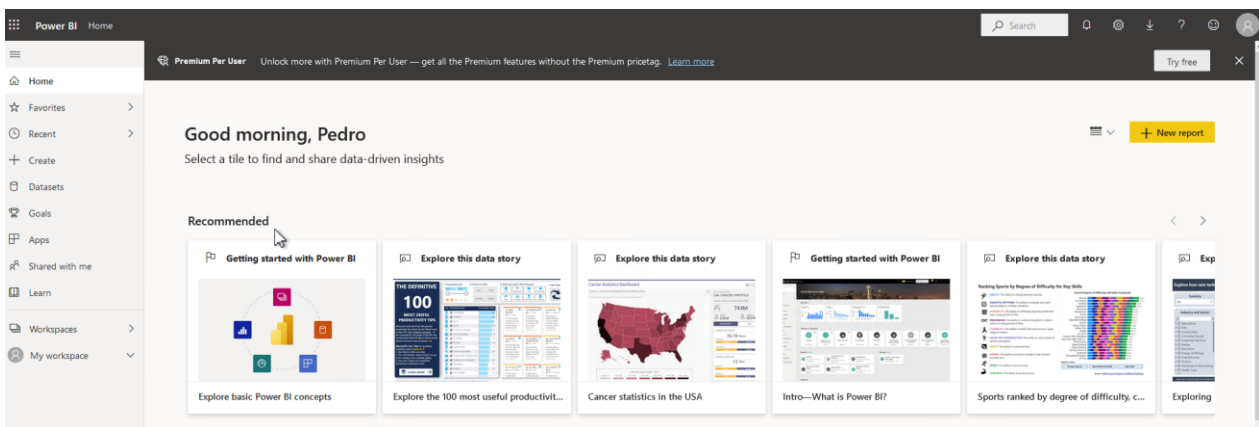 Power BI Home
Search
Premium Per User Unlock more with Premium Per User — get all the Premium features without the Premium pricetag. Learn more
Try free
Home
Favorites
Recent
Create
Datasets
Goals
Apps
Shared with me
Learn
Workspaces
My workspace
Good morning, Pedro
New report
Select a tile to find and share data-driven insights
Recommended
Getting started with Power BI
Explore basic Power BI concepts
Explore this data story
THE DEFINITIVE
100
MOST USEFUL
PRODUCTIVITY TIPS
Explore the 100 most useful productivit...
Explore this data story
Cancer Analytics Dashboard
743M
Cancer statistics in the USA
Getting started with Power BI
Intro—What is Power BI?
Explore this data story
Ranking Sports by Degree of Difficulty for Key Skills
Sports ranked by degree of difficulty, c...
Exp
Exploring